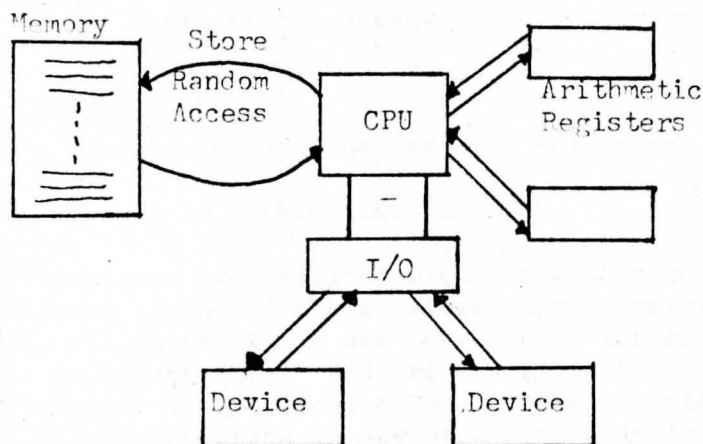 Memory
Store
Random
Access
CPU
Arithmetic
Registers
I/O
Device
Device